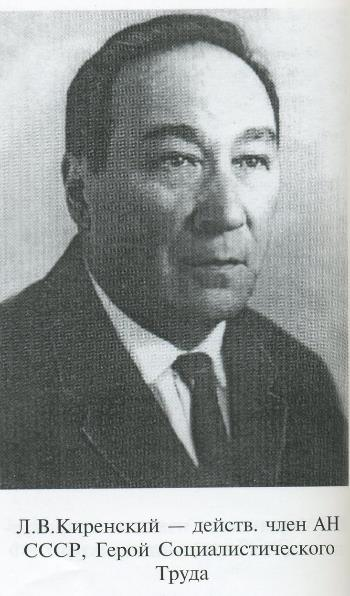 Л.В.Киренский — действ. член АН
СССР, Герой Социалистического
Труда